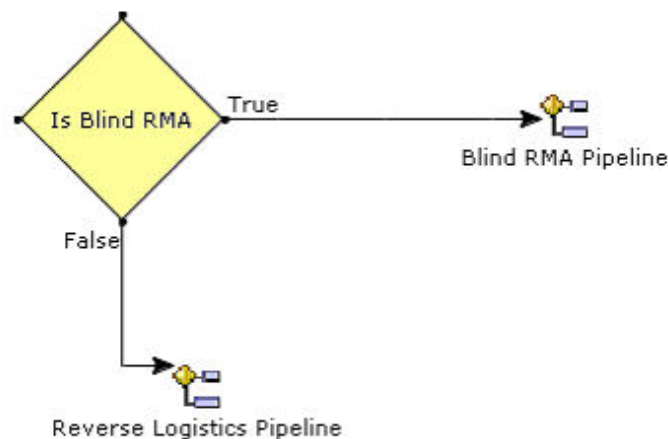 Is Blind RMA
True
Blind RMA Pipeline
False
Reverse Logistics Pipeline